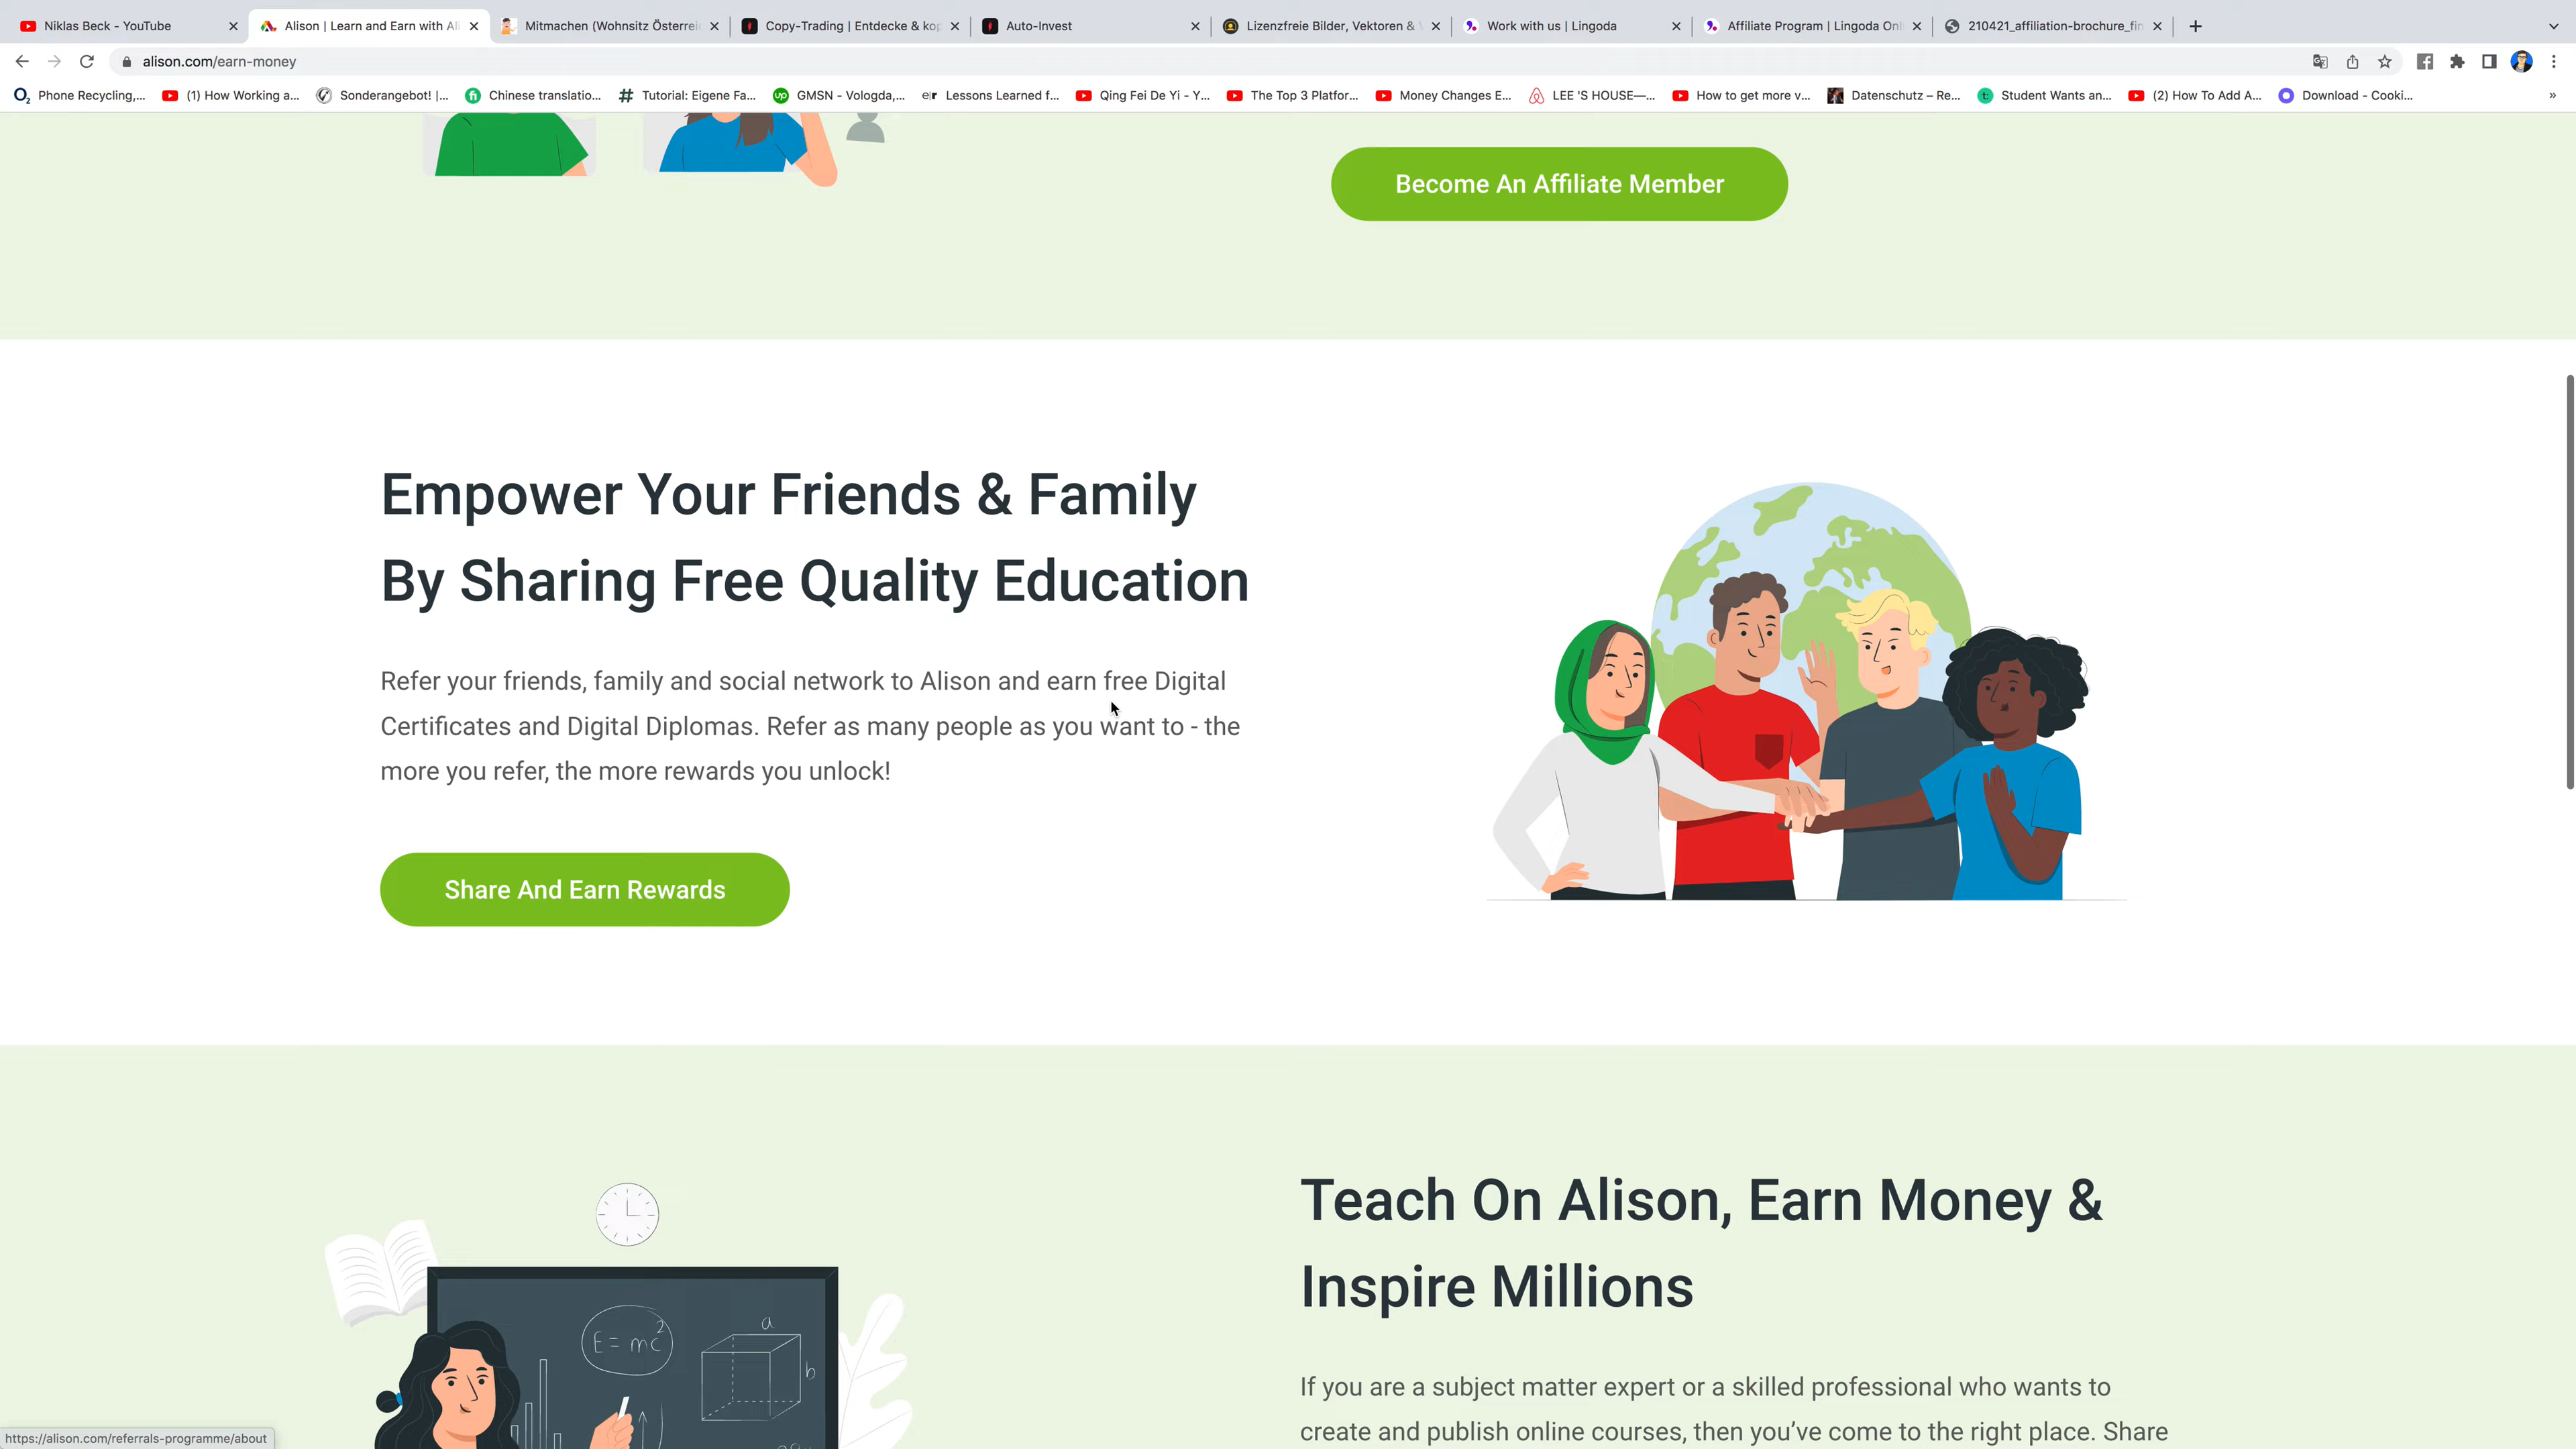 Niklas Beck - YouTube
Alison | Learn and Earn with Ali
Mitmachen (Wohnsitz Österrei
Copy-Trading | Entdecke & kop
Auto-Invest
Lizenzfreie Bilder, Vektoren & V
Work with us | Lingoda
Affiliate Program | Lingoda Onl
210421_affiliation-brochure_fin
alison.com/earn-money
Phone Recycling,...
(1) How Working a...
Sonderangebot! |...
Chinese translatio...
Tutorial: Eigene Fa...
GMSN - Vologda,...
Lessons Learned f...
Qing Fei De Yi - Y...
The Top 3 Platfor...
Money Changes E...
LEE 'S HOUSE—...
How to get more v...
Datenschutz – Re...
Student Wants an...
(2) How To Add A...
Download - Cooki...
Become An Affiliate Member
Empower Your Friends & Family
By Sharing Free Quality Education
Refer your friends, family and social network to Alison and earn free Digital
Certificates and Digital Diplomas. Refer as many people as you want to - the
more you refer, the more rewards you unlock!
Share And Earn Rewards
Teach On Alison, Earn Money &
Inspire Millions
If you are a subject matter expert or a skilled professional who wants to
create and publish online courses, then you've come to the right place. Share
E = mc²
a
b
https://alison.com/referrals-programme/about